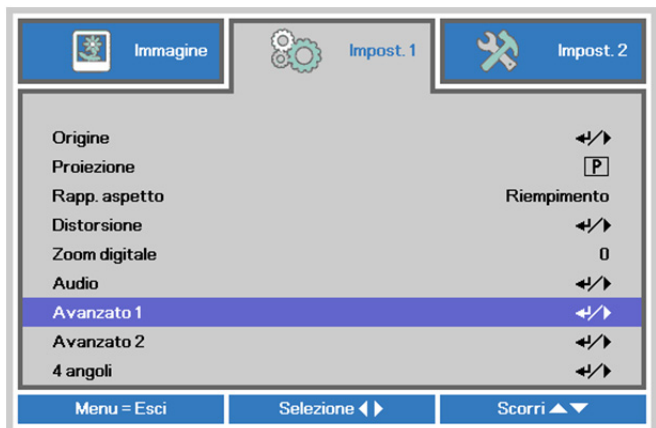 Immagine Impost. 1 Impost. 2
Origine
Proiezione P
Rapp. aspetto Riempimento
Distorsione
Zoom digitale 0
Audio
Avanzato 1
Avanzato 2
4 angoli
Menu = Esci Selezione Scorri